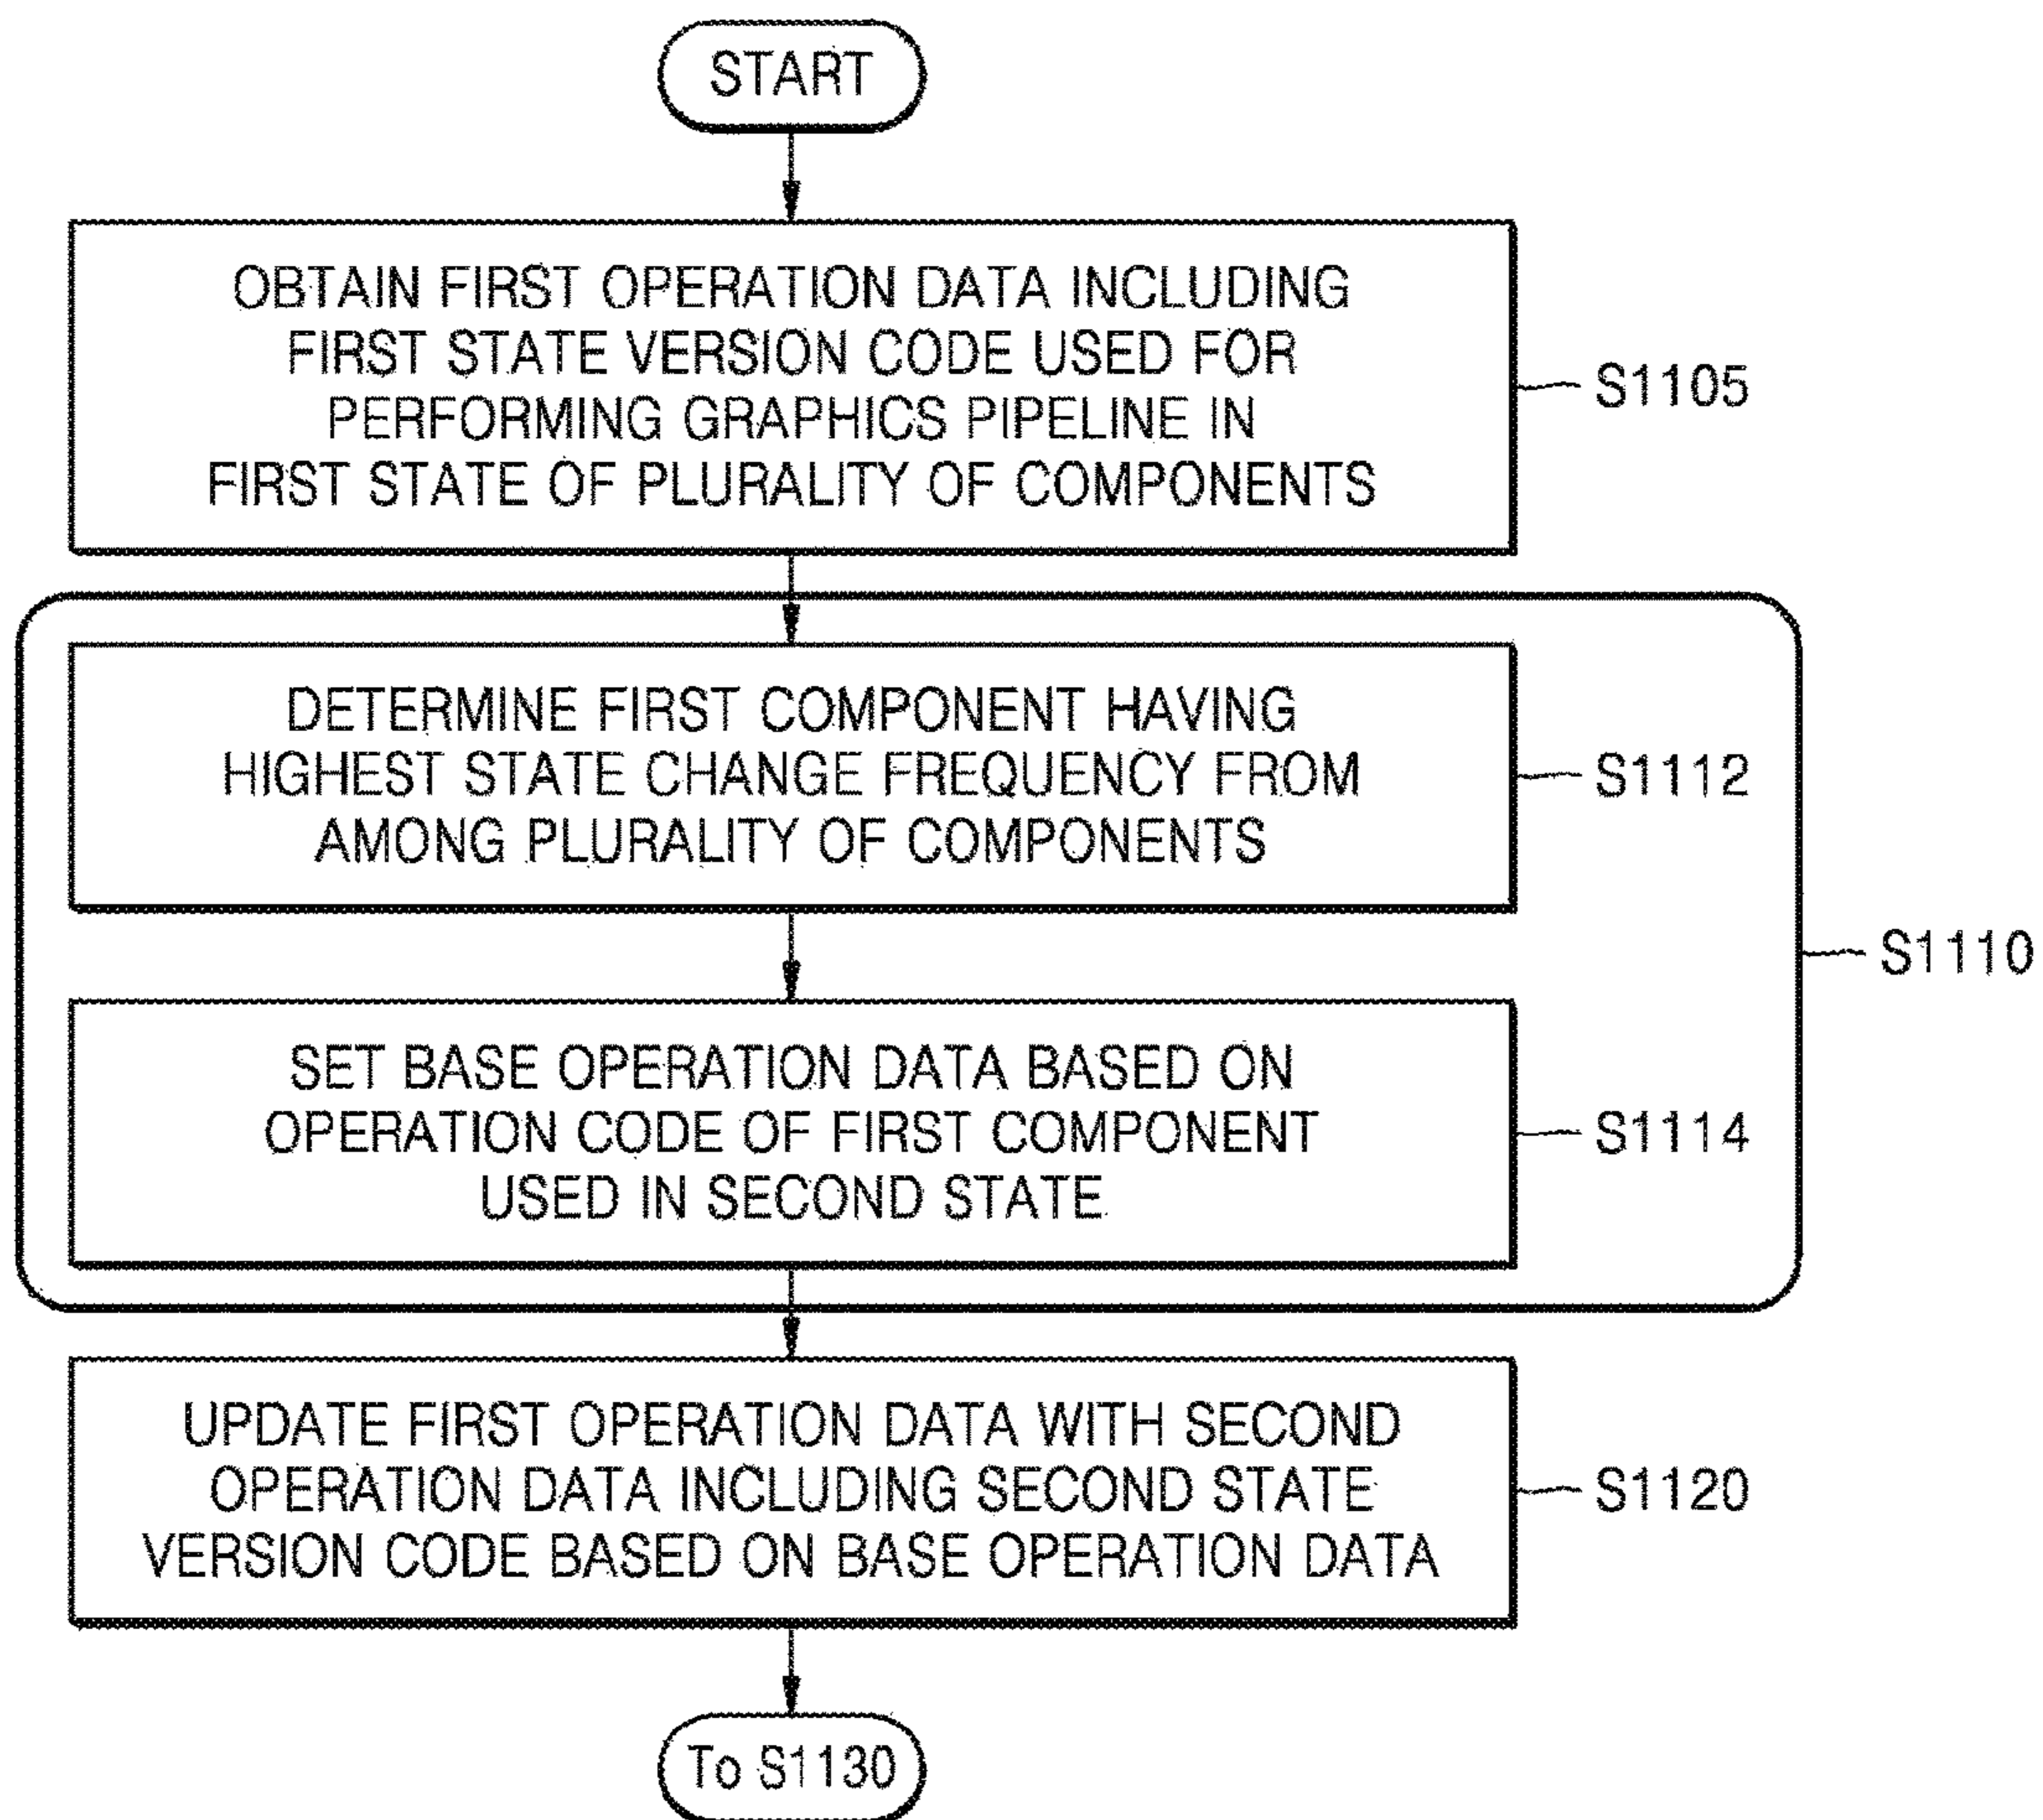 START
OBTAIN FIRST OPERATION DATA INCLUDING
FIRST STATE VERSION CODE USED FOR
PERFORMING GRAPHICS PIPELINE IN
FIRST STATE OF PLURALITY OF COMPONENTS
S1105
DETERMINE FIRST COMPONENT HAVING
HIGHEST STATE CHANGE FREQUENCY FROM
AMONG PLURALITY OF COMPONENTS
S1112
S1110
SET BASE OPERATION DATA BASED ON
OPERATION CODE OF FIRST COMPONENT
USED IN SECOND STATE
S1114
UPDATE FIRST OPERATION DATA WITH SECOND
OPERATION DATA INCLUDING SECOND STATE
VERSION CODE BASED ON BASE OPERATION DATA
S1120
To S1130